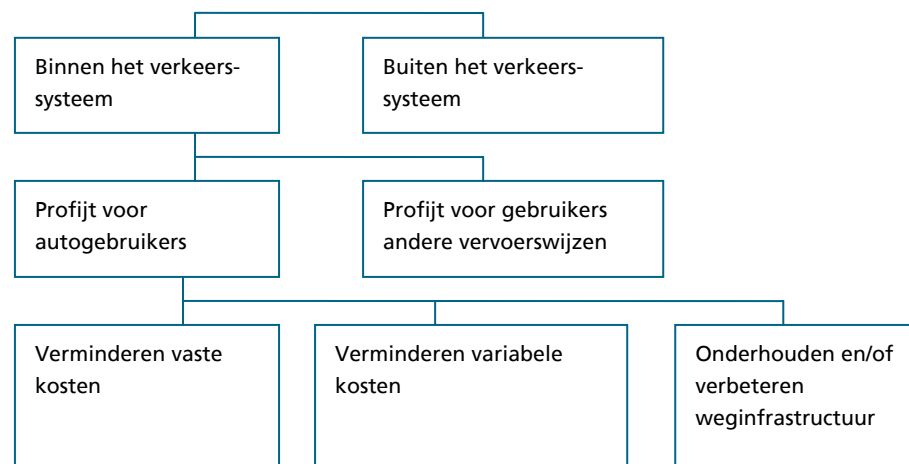 Binnen het verkeers-
systeem
Buiten het verkeers-
systeem
Profijt voor
autogebruikers
Profijt voor gebruikers
andere vervoerswijzen
Verminderen vaste
kosten
Verminderen variabele
kosten
Onderhouden en/of
verbeteren
weginfrastructuur